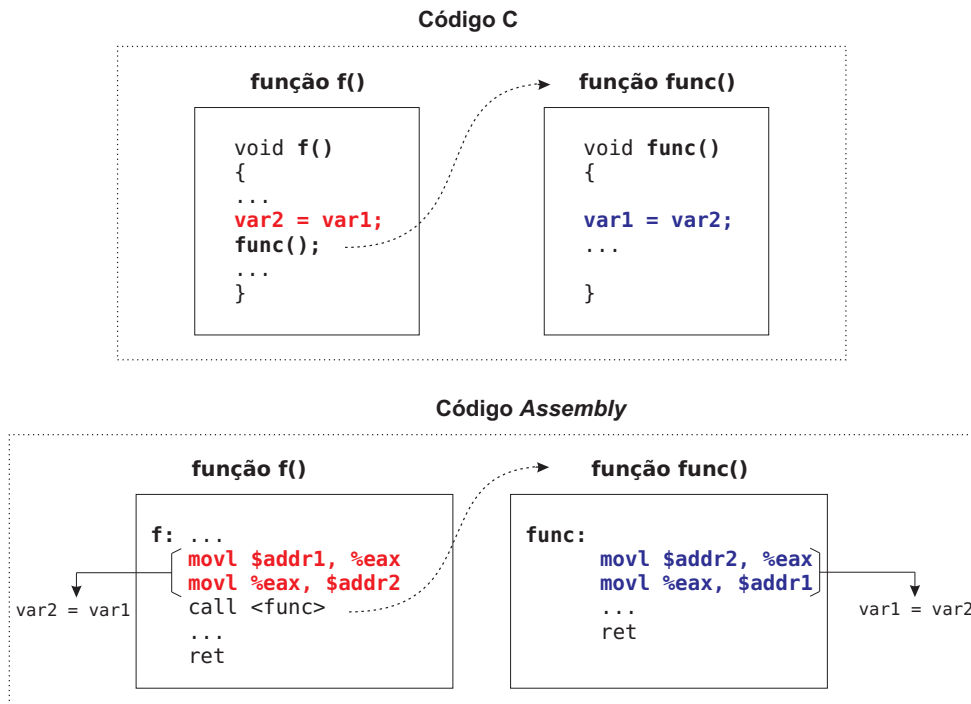 Código C
função f()
função func()
void f()
{
...
var2 = var1;
func();
...
}
void func()
{
var1 = var2;
...
}
Código Assembly
função f()
função func()
f: ...
movl $addr1, %eax
movl %eax, $addr2
call <func>
...
ret
var2 = var1
func:
movl $addr2, %eax
movl %eax, $addr1
...
ret
var1 = var2